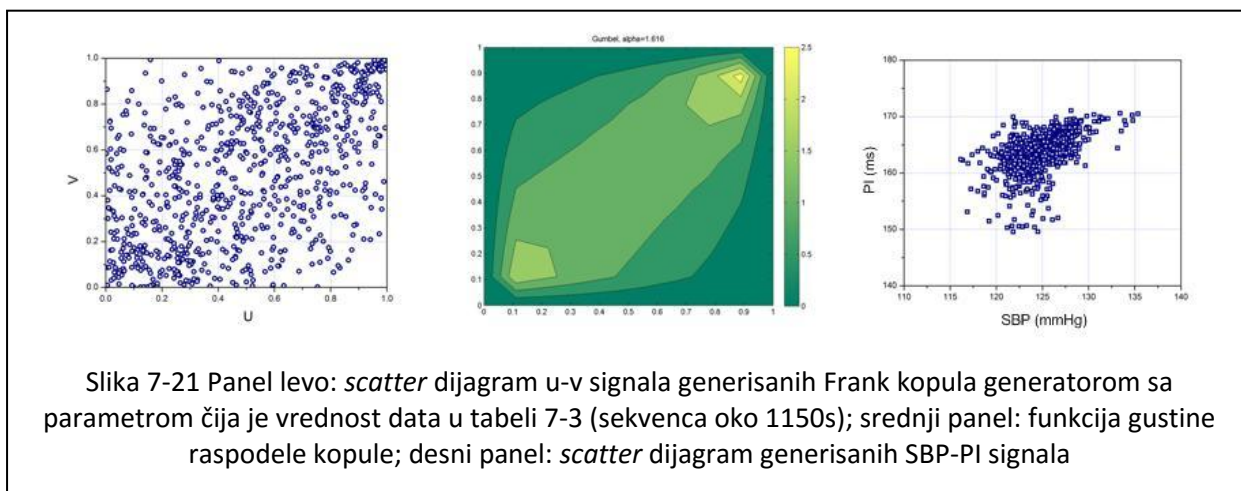 1.0
0.8
0.6
0.4
0.2
0.0
V
0.0 0.2 0.4 0.6 0.8 1.0
U
Gumbel, alpha=1.616
1
0.9
0.8
0.7
0.6
0.5
0.4
0.3
0.2
0.1
0
0 0.1 0.2 0.3 0.4 0.5 0.6 0.7 0.8 0.9 1
2.5
2
1.5
1
0.5
0
180
170
160
150
140
PI (ms)
110 115 120 125 130 135 140
SBP (mmHg)
Slika 7-21 Panel levo: scatter dijagram u-v signala generisanih Frank kopula generatorom sa
parametrom čija je vrednost data u tabeli 7-3 (sekvenca oko 1150s); srednji panel: funkcija gustine
raspodele kopule; desni panel: scatter dijagram generisanih SBP-PI signala